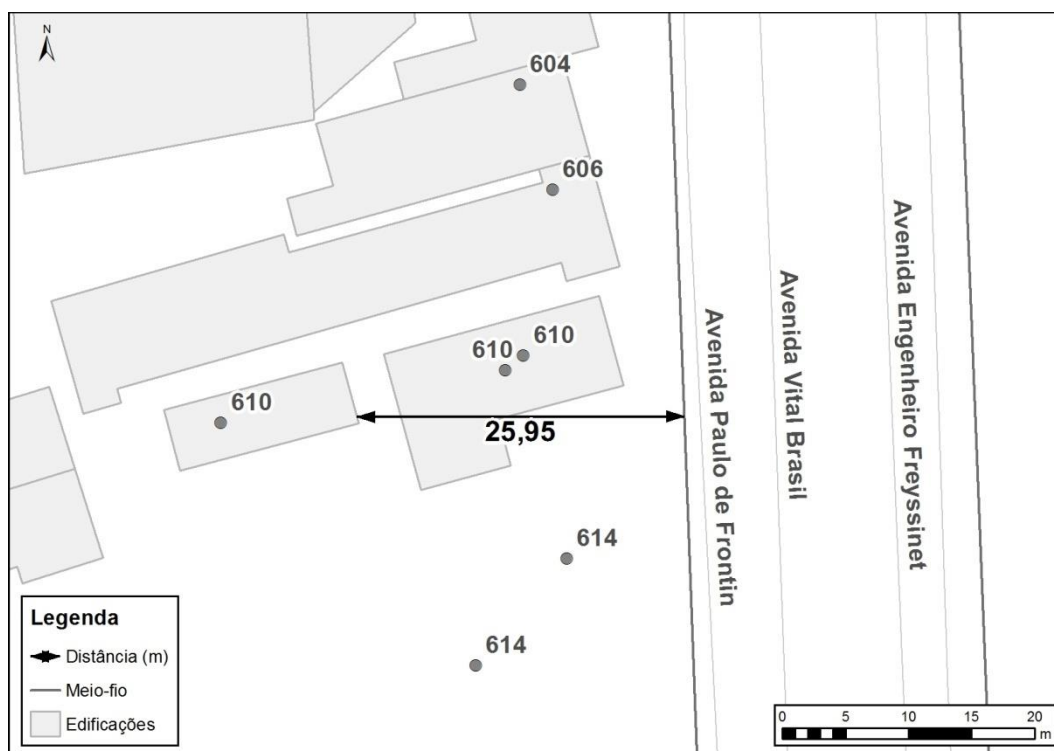 N
604
606
610
610
610
25,95
614
614
Avenida Paulo de Frontin
Avenida Vital Brasil
Avenida Engenheiro Freyssinet
Legenda
Distância (m)
Meio-fio
Edificações
0 5 10 15 20
m